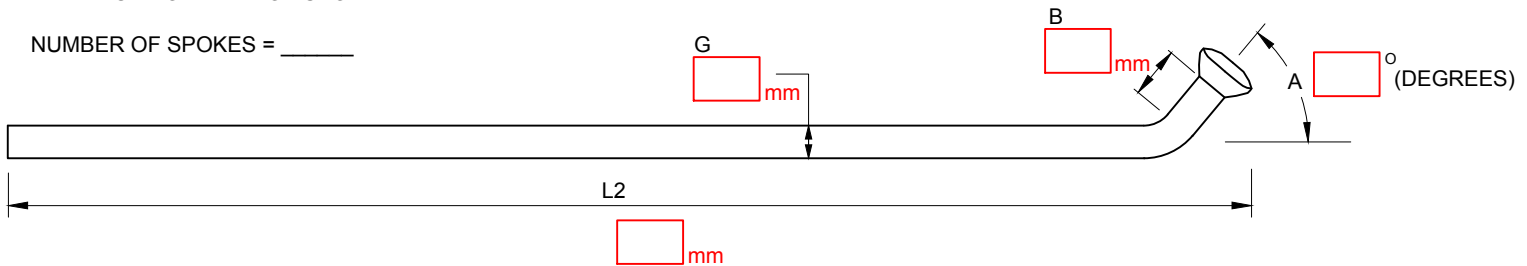 NUMBER OF SPOKES = ______
G
mm
B
mm
A
O
(DEGREES)
L2
mm